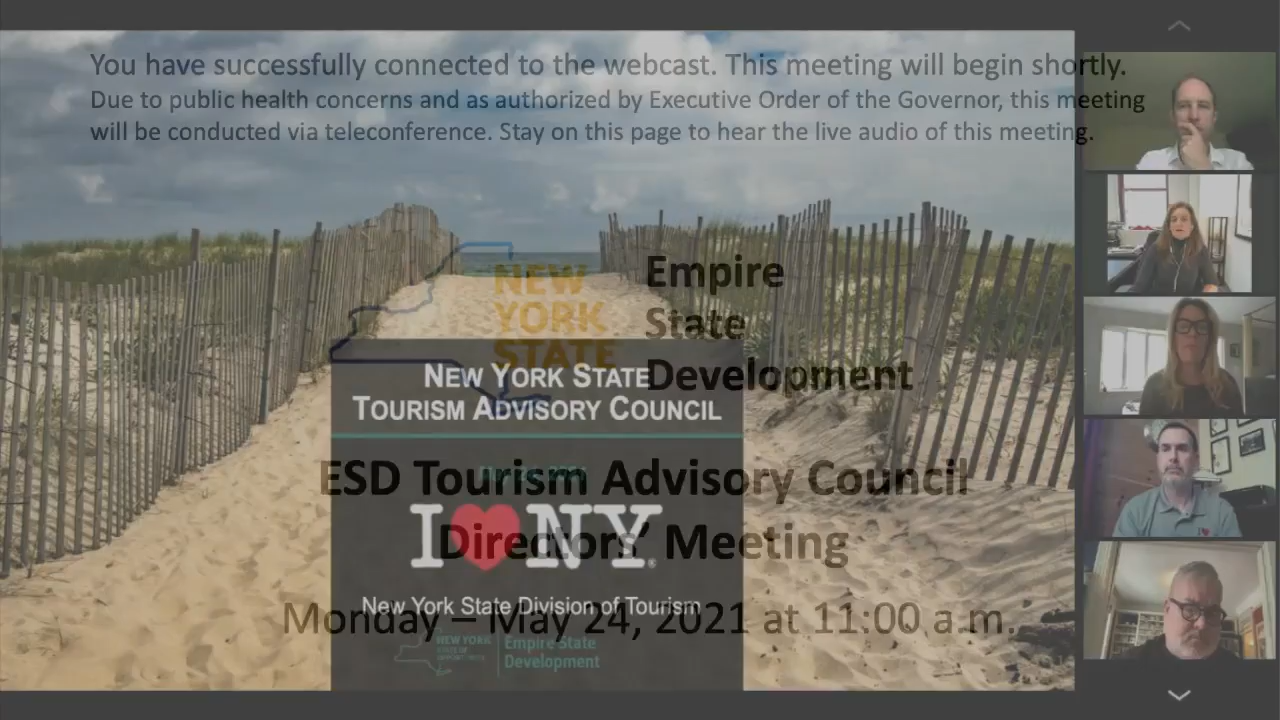 You have successfully connected to the webcast. This meeting will begin shortly.
Due to public health concerns and as authorized by Executive Order of the Governor, this meeting
will be conducted via teleconference. Stay on this page to hear the live audio of this meeting.
NEW
YORK
STATE
Empire
State
Development
NEW YORK STATE
TOURISM ADVISORY COUNCIL
ESD Tourism Advisory Council
Directors' Meeting
I NY
New York State Division of Tourism
Monday – May 24, 2021 at 11:00 a.m.
NEW YORK
STATE OF
Empire State
Development